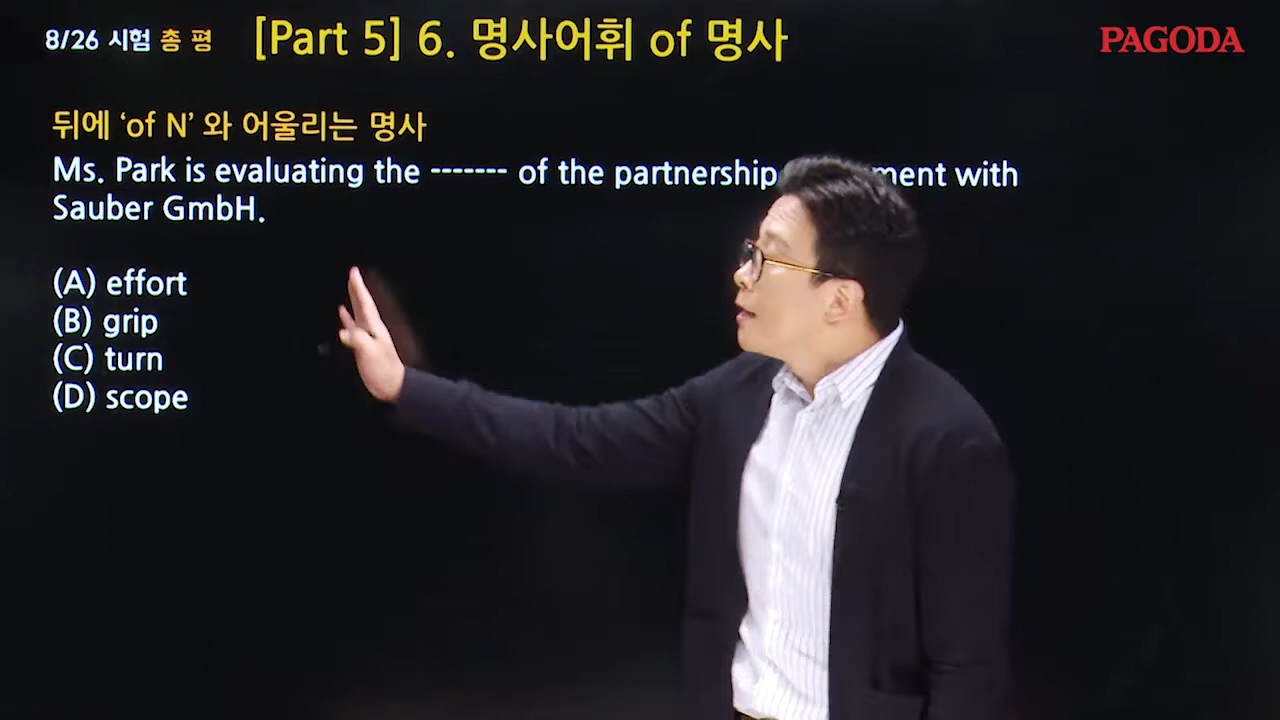 8/26 시험 총 평 [Part 5] 6. 명사어휘 of 명사
PAGODA
뒤에 ‘of N’ 와 어울리는 명사
Ms. Park is evaluating the ------- of the partnership with
Sauber GmbH.
(A) effort
(B) grip
(C) turn
(D) scope